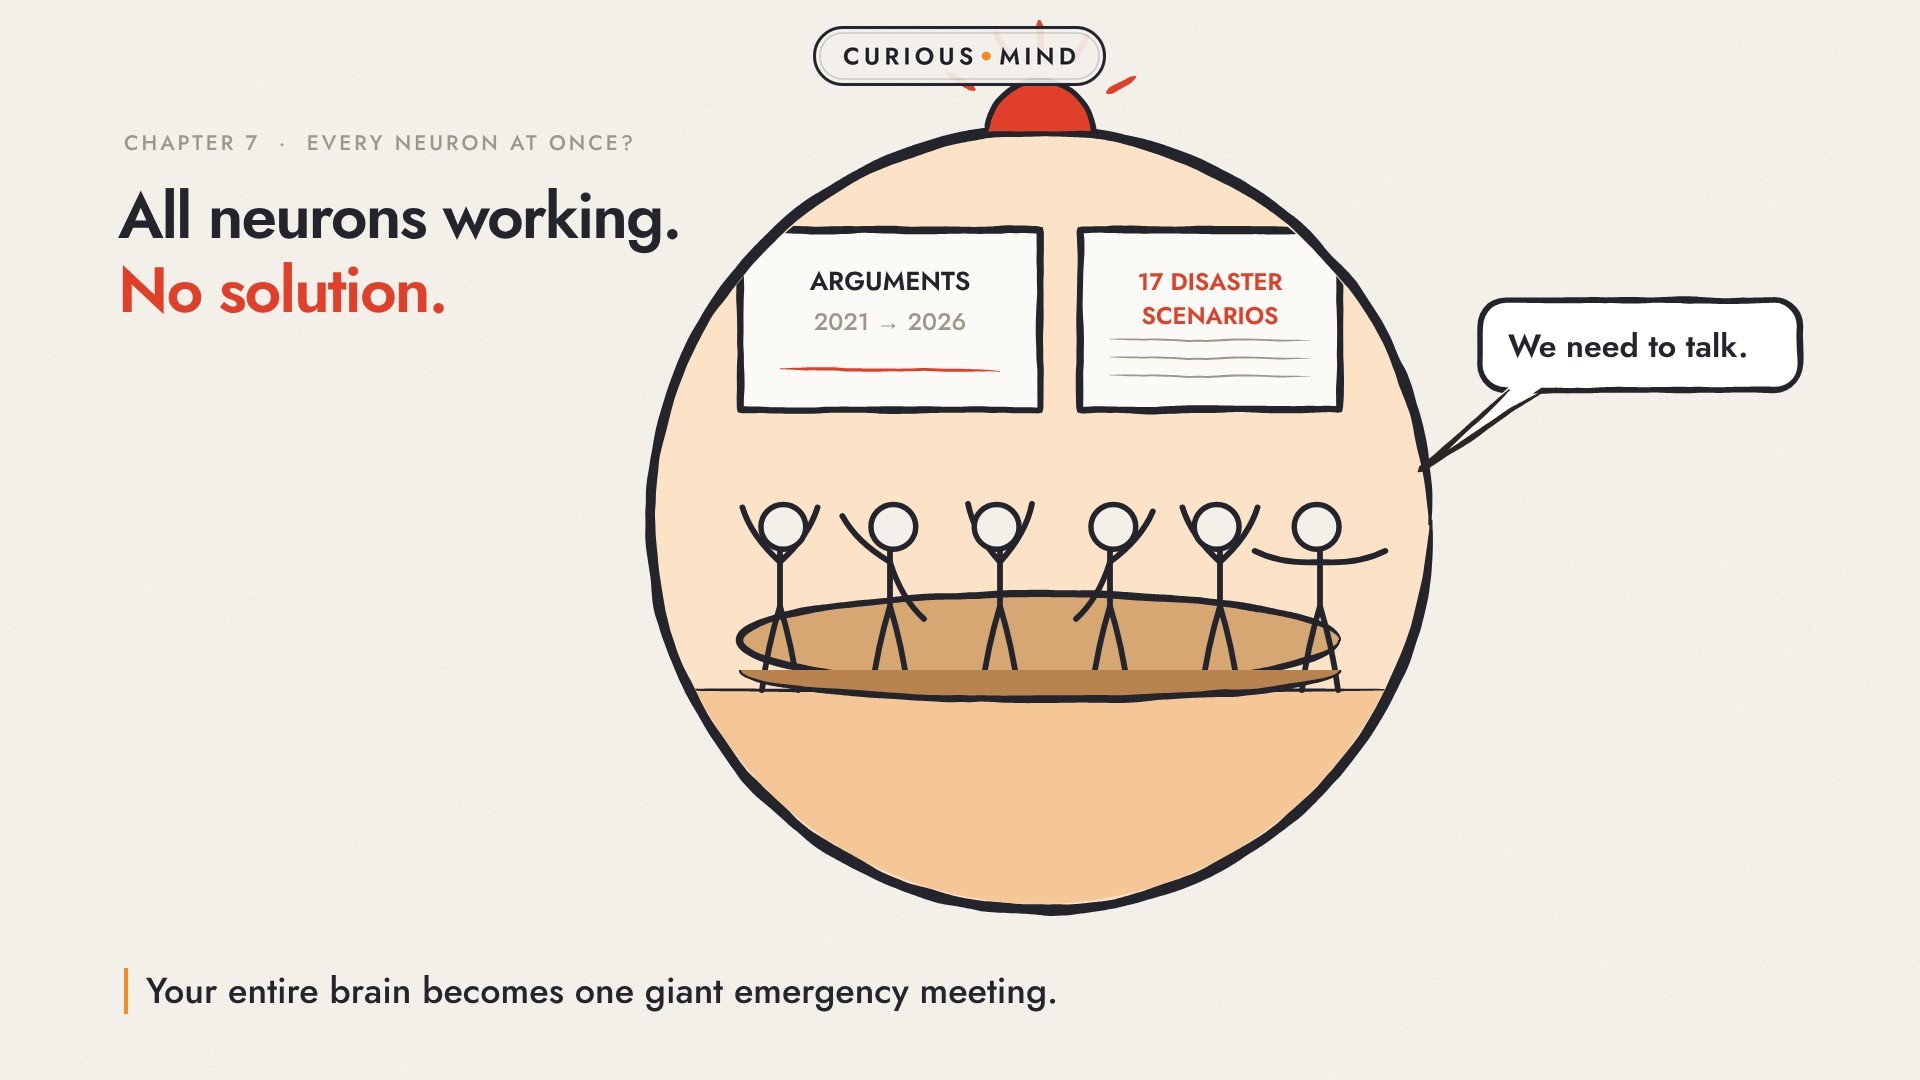 CURIOUS•MIND
CHAPTER 7 · EVERY NEURON AT ONCE?
All neurons working.
No solution.
ARGUMENTS
2021 → 2026
17 DISASTER
SCENARIOS
We need to talk.
Your entire brain becomes one giant emergency meeting.